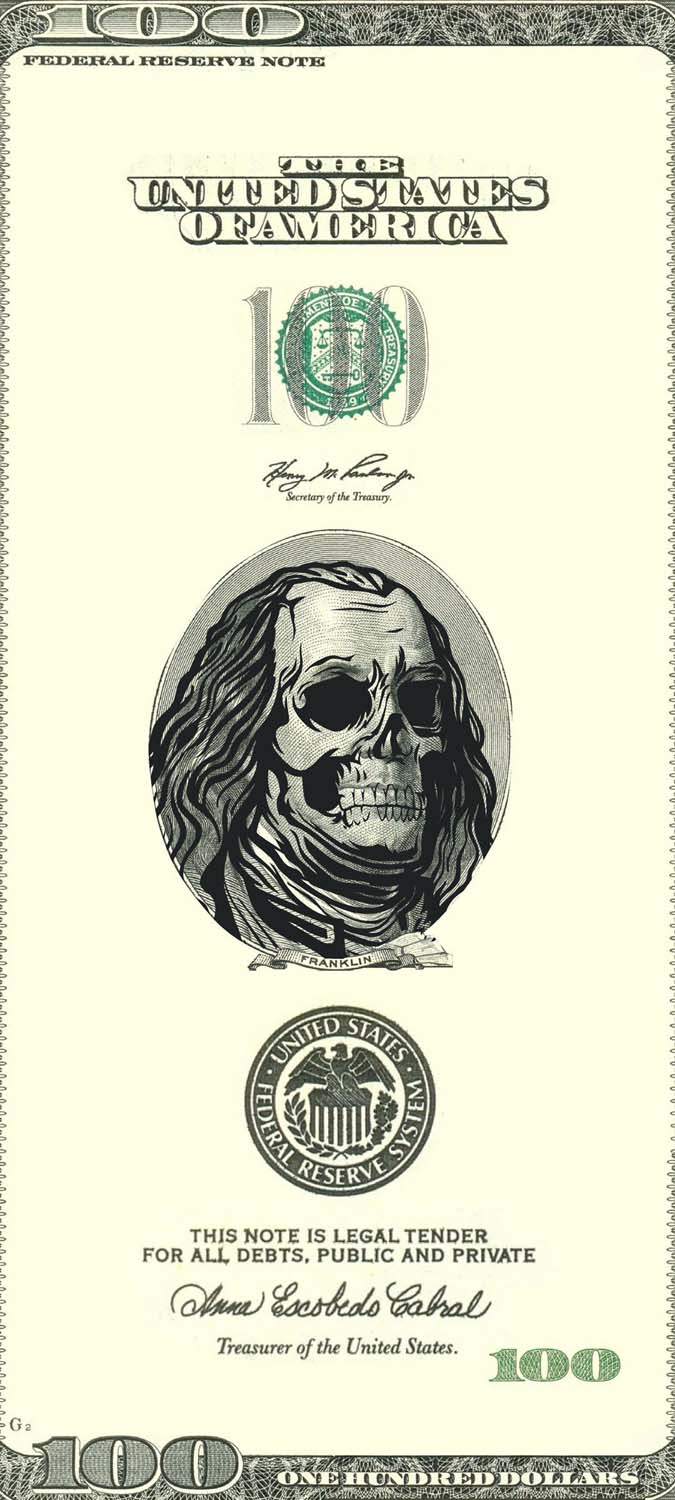 100
FEDERAL RESERVE NOTE
THE
UNITED STATES
OF AMERICA
100
TREASURY
Henry M. Paulson Jr.
Secretary of the Treasury.
FRANKLIN
UNITED STATES
FEDERAL RESERVE SYSTEM
THIS NOTE IS LEGAL TENDER
FOR ALL DEBTS, PUBLIC AND PRIVATE
Anna Escobedo Cabral
Treasurer of the United States.
100
G2
100
ONE HUNDRED DOLLARS